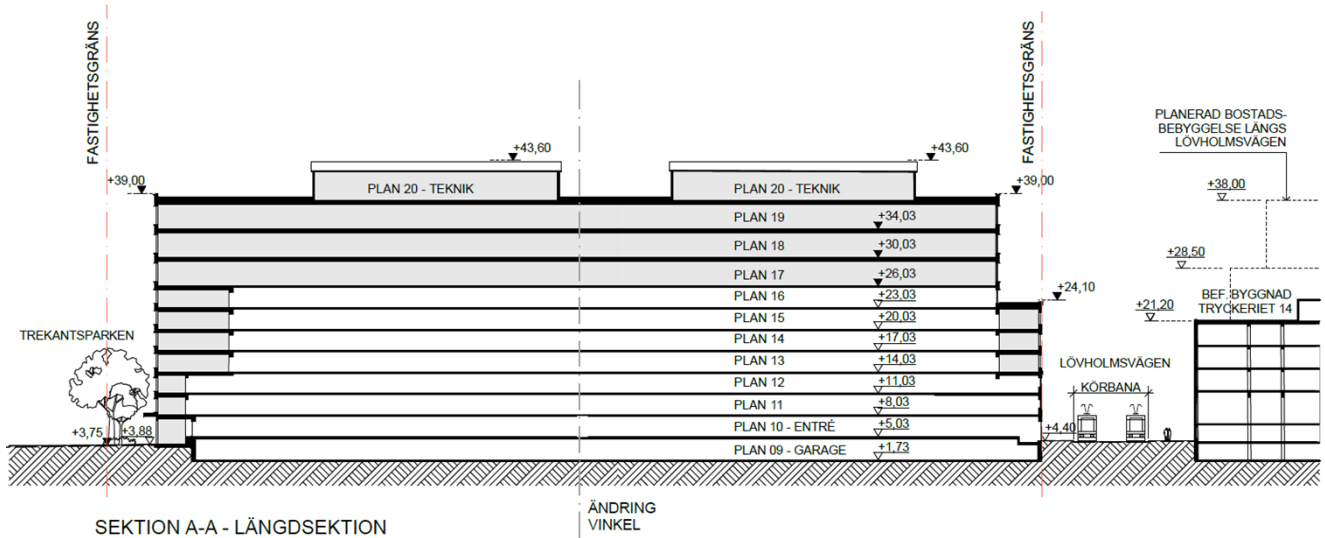 FASTIGHETSGRÄNS
FASTIGHETSGRÄNS
PLANERAD BOSTADS-
BEBYGGELSE LÄNGS
LÖVHOLMSVÄGEN
+43,60
+43,60
+39,00
+39,00
+38,00
PLAN 20 - TEKNIK
PLAN 20 - TEKNIK
PLAN 19
+34,03
PLAN 18
+30,03
+28,50
PLAN 17
+26,03
+24,10
PLAN 16
+23,03
BEF. BYGGNAD
TRYCKERIET 14
+21,20
PLAN 15
+20,03
TREKANTSPARKEN
PLAN 14
+17,03
PLAN 13
+14,03
LÖVHOLMSVÄGEN
PLAN 12
+11,03
KÖRBANA
PLAN 11
+8,03
+3,75
+3,88
PLAN 10 - ENTRÉ
+5,03
+4,40
PLAN 09 - GARAGE
+1,73
ÄNDRING
VINKEL
SEKTION A-A - LÄNGDSEKTION